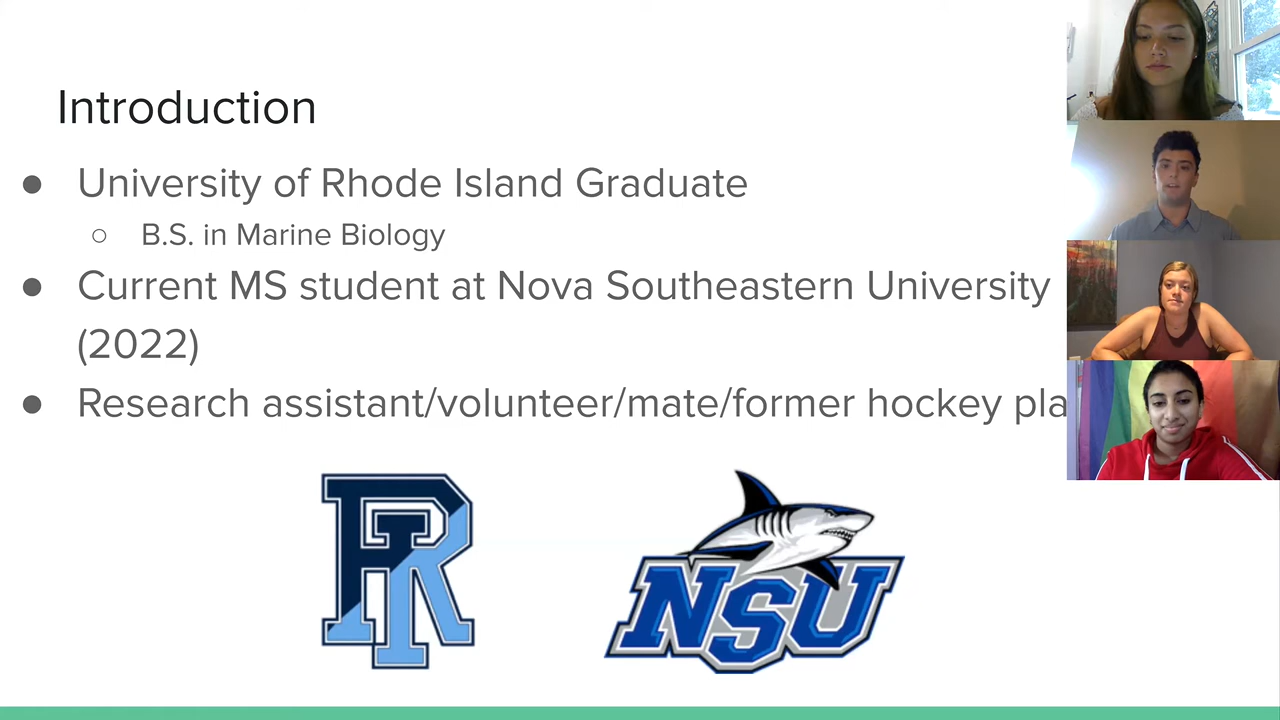 Introduction
● University of Rhode Island Graduate
○ B.S. in Marine Biology
● Current MS student at Nova Southeastern University
(2022)
● Research assistant/volunteer/mate/former hockey pla
RI
NSU